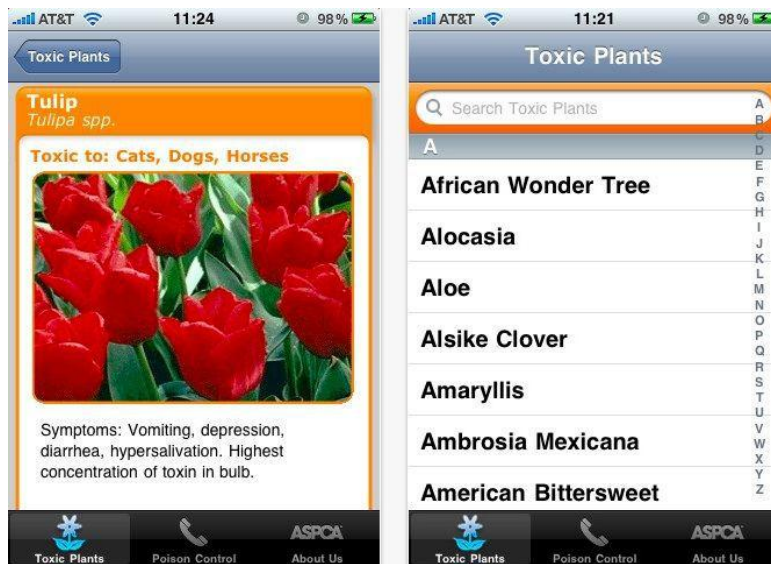 AT&T 11:24 98%
Toxic Plants
Tulip
Tulipa spp.
Toxic to: Cats, Dogs, Horses
Symptoms: Vomiting, depression,
diarrhea, hypersalivation. Highest
concentration of toxin in bulb.
Toxic Plants Poison Control ASPCA About Us
AT&T 11:21 98%
Toxic Plants
Search Toxic Plants
A
African Wonder Tree
Alocasia
Aloe
Alsike Clover
Amaryllis
Ambrosia Mexicana
American Bittersweet
A
B
C
D
E
F
G
H
I
J
K
L
M
N
O
P
Q
R
S
T
U
V
W
X
Y
Z
Toxic Plants Poison Control ASPCA About Us